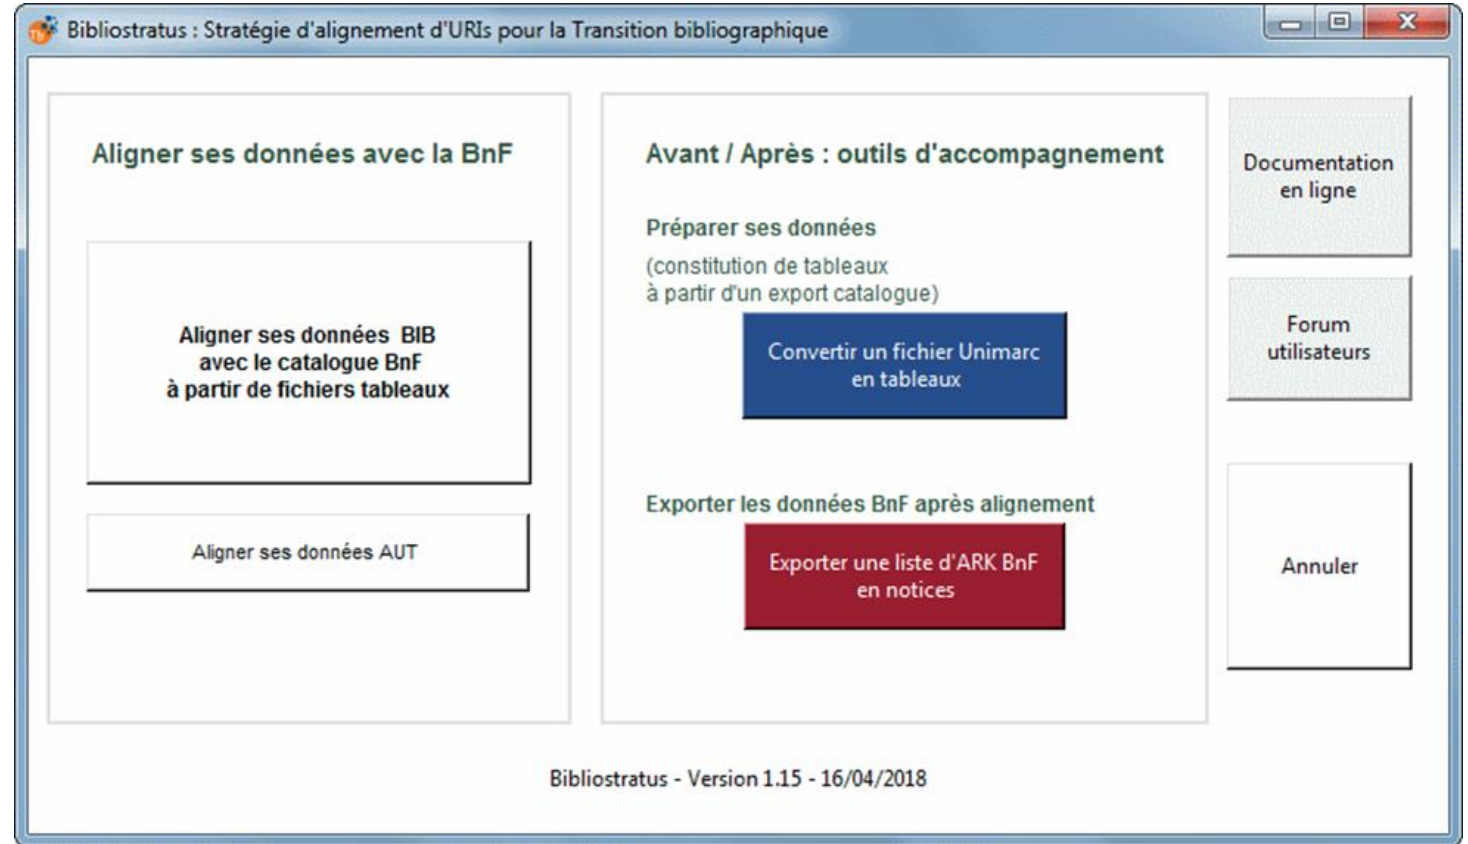 Bibliostratus : Stratégie d'alignement d'URIs pour la Transition bibliographique
Aligner ses données avec la BnF
Aligner ses données BIB
avec le catalogue BnF
à partir de fichiers tableaux
Aligner ses données AUT
Avant / Après : outils d'accompagnement
Préparer ses données
(constitution de tableaux
à partir d'un export catalogue)
Convertir un fichier Unimarc
en tableaux
Exporter les données BnF après alignement
Exporter une liste d'ARK BnF
en notices
Documentation
en ligne
Forum
utilisateurs
Annuler
Bibliostratus - Version 1.15 - 16/04/2018